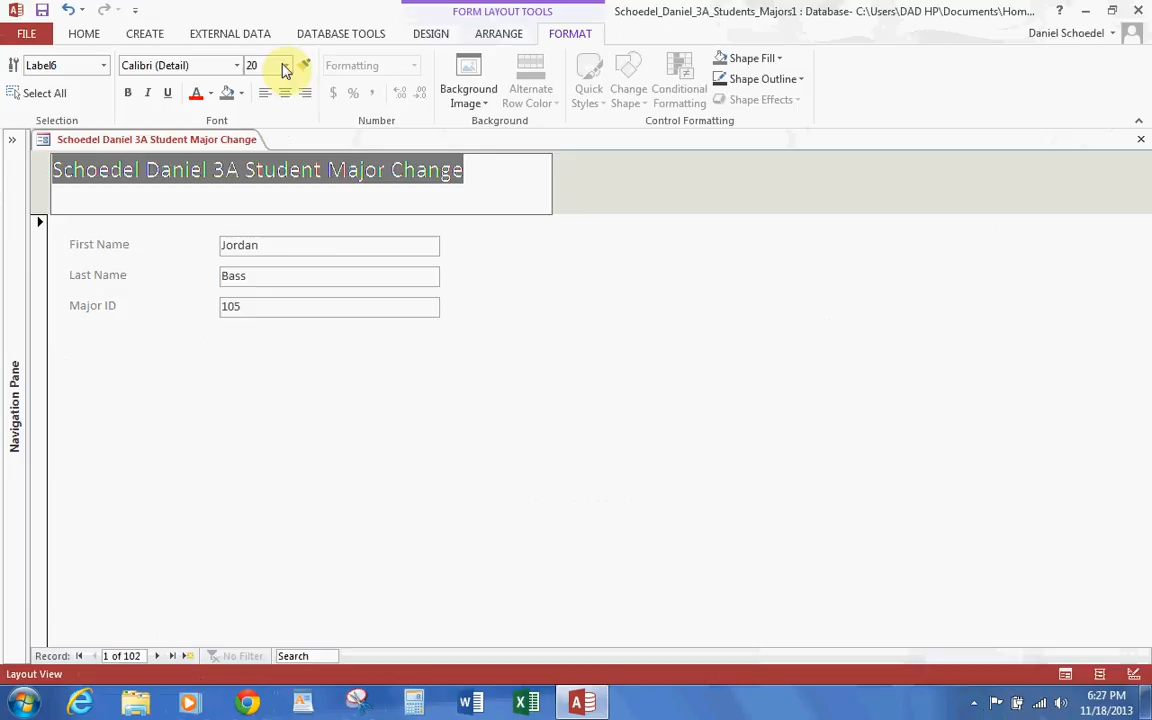 FORM LAYOUT TOOLS
Schoedel_Daniel_3A_Students_Majors1 : Database- C:\Users\DAD HP\Documents\Hom...
?
FILE HOME CREATE EXTERNAL DATA DATABASE TOOLS DESIGN ARRANGE FORMAT Daniel Schoedel
Label6 Calibri (Detail) 20 Formatting Shape Fill
Select All B I U A $ % , Quick Styles Change Shape Conditional Formatting Shape Outline
Background Image Alternate Row Color Shape Effects
Selection Font Number Background Control Formatting
Schoedel Daniel 3A Student Major Change
Schoedel Daniel 3A Student Major Change
First Name Jordan
Last Name Bass
Major ID 105
Navigation Pane
Record: 1 of 102 No Filter Search
Layout View
6:27 PM
11/18/2013